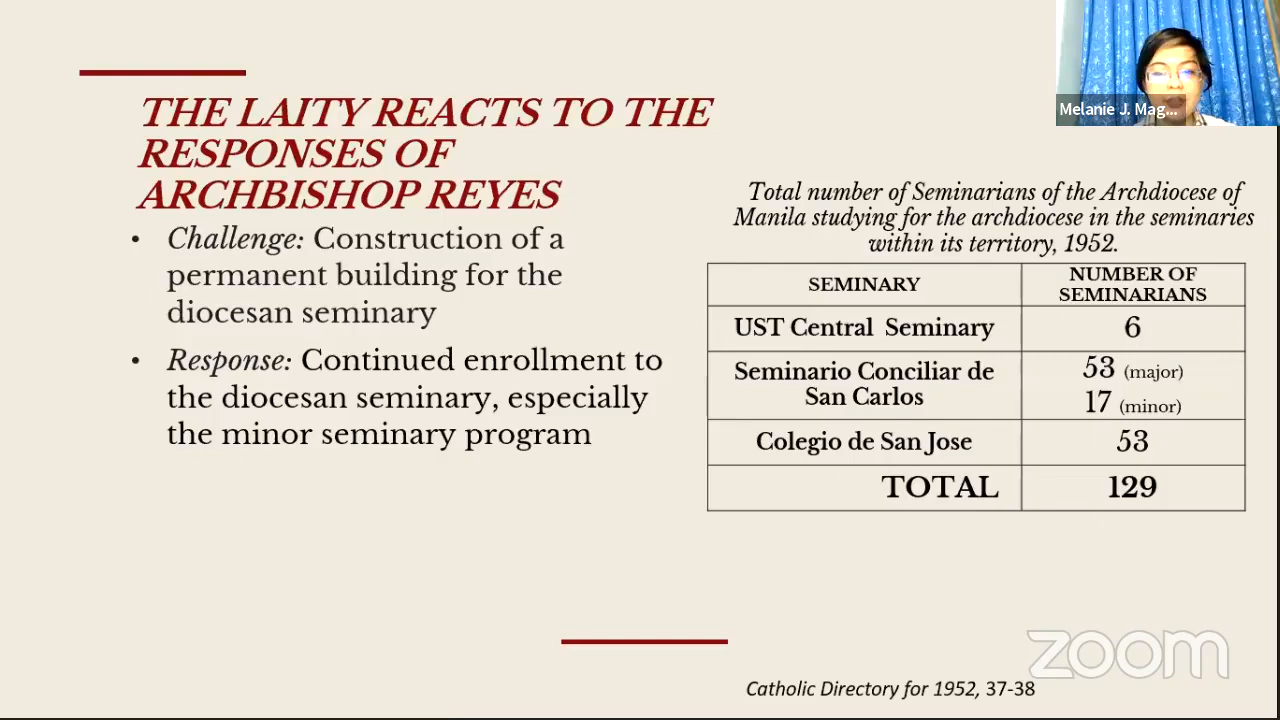 Melanie J. Mag...
THE LAITY REACTS TO THE
RESPONSES OF
ARCHBISHOP REYES
• Challenge: Construction of a
permanent building for the
diocesan seminary
• Response: Continued enrollment to
the diocesan seminary, especially
the minor seminary program
Total number of Seminarians of the Archdiocese of
Manila studying for the archdiocese in the seminaries
within its territory, 1952.
SEMINARY NUMBER OF
SEMINARIANS
UST Central Seminary 6
Seminario Conciliar de
San Carlos
53 (major)
17 (minor)
Colegio de San Jose 53
TOTAL 129
zoom
Catholic Directory for 1952, 37-38